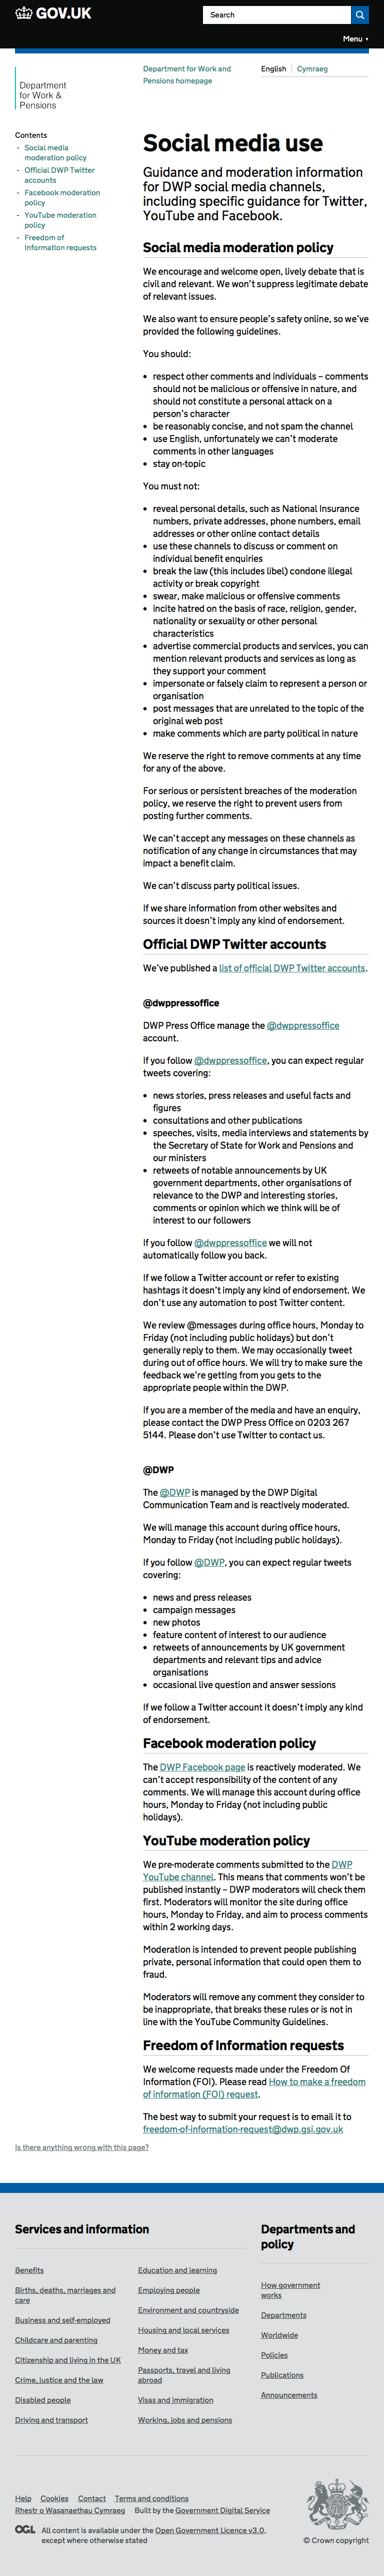 GOV.UK
Search
Menu
Department for Work and
Pensions homepage
English
Cymraeg
Department
for Work &
Pensions
Contents
- Social media
moderation policy
- Official DWP Twitter
accounts
- Facebook moderation
policy
- YouTube moderation
policy
- Freedom of
Information requests
Social media use
Guidance and moderation information
for DWP social media channels,
including specific guidance for Twitter,
YouTube and Facebook.
Social media moderation policy
We encourage and welcome open, lively debate that is
civil and relevant. We won't suppress legitimate debate
of relevant issues.
We also want to ensure people's safety online, so we've
provided the following guidelines.
You should:
• respect other comments and individuals – comments
should not be malicious or offensive in nature, and
should not constitute a personal attack on a
person's character
• be reasonably concise, and not spam the channel
• use English, unfortunately we can't moderate
comments in other languages
• stay on-topic
You must not:
• reveal personal details, such as National Insurance
numbers, private addresses, phone numbers, email
addresses or other online contact details
• use these channels to discuss or comment on
individual benefit enquiries
• break the law (this includes libel) condone illegal
activity or break copyright
• swear, make malicious or offensive comments
• incite hatred on the basis of race, religion, gender,
nationality or sexuality or other personal
characteristics
• advertise commercial products and services, you can
mention relevant products and services as long as
they support your comment
• impersonate or falsely claim to represent a person or
organisation
• post messages that are unrelated to the topic of the
original web post
• make comments which are party political in nature
We reserve the right to remove comments at any time
for any of the above.
For serious or persistent breaches of the moderation
policy, we reserve the right to prevent users from
posting further comments.
We can't accept any messages on these channels as
notification of any change in circumstances that may
impact a benefit claim.
We can't discuss party political issues.
If we share information from other websites and
sources it doesn't imply any kind of endorsement.
Official DWP Twitter accounts
We've published a list of official DWP Twitter accounts.
@dwppressoffice
DWP Press Office manage the @dwppressoffice
account.
If you follow @dwppressoffice, you can expect regular
tweets covering:
• news stories, press releases and useful facts and
figures
• consultations and other publications
• speeches, visits, media interviews and statements by
the Secretary of State for Work and Pensions and
our ministers
• retweets of notable announcements by UK
government departments, other organisations of
relevance to the DWP and interesting stories,
comments or opinion which we think will be of
interest to our followers
If you follow @dwppressoffice we will not
automatically follow you back.
If we follow a Twitter account or refer to existing
hashtags it doesn't imply any kind of endorsement. We
don't use any automation to post Twitter content.
We review @messages during office hours, Monday to
Friday (not including public holidays) but don't
generally reply to them. We may occasionally tweet
during out of office hours. We will try to make sure the
feedback we're getting from you gets to the
appropriate people within the DWP.
If you are a member of the media and have an enquiry,
please contact the DWP Press Office on 0203 267
5144. Please don't use Twitter to contact us.
@DWP
The @DWP is managed by the DWP Digital
Communication Team and is reactively moderated.
We will manage this account during office hours,
Monday to Friday (not including public holidays).
If you follow @DWP, you can expect regular tweets
covering:
• news and press releases
• campaign messages
• new photos
• feature content of interest to our audience
• retweets of announcements by UK government
departments and relevant tips and advice
organisations
• occasional live question and answer sessions
If we follow a Twitter account it doesn't imply any kind
of endorsement.
Facebook moderation policy
The DWP Facebook page is reactively moderated. We
can't accept responsibility of the content of any
comments. We will manage this account during office
hours, Monday to Friday (not including public
holidays).
YouTube moderation policy
We pre-moderate comments submitted to the DWP
YouTube channel. This means that comments won't be
published instantly – DWP moderators will check them
first. Moderators will monitor the site during office
hours, Monday to Friday, and aim to process comments
within 2 working days.
Moderation is intended to prevent people publishing
private, personal information that could open them to
fraud.
Moderators will remove any comment they consider to
be inappropriate, that breaks these rules or is not in
line with the YouTube Community Guidelines.
Freedom of Information requests
We welcome requests made under the Freedom Of
Information (FOI). Please read How to make a freedom
of information (FOI) request.
The best way to submit your request is to email it to
freedom-of-information-request@dwp.gsi.gov.uk
Is there anything wrong with this page?
Services and information
Benefits
Births, deaths, marriages and
care
Business and self-employed
Childcare and parenting
Citizenship and living in the UK
Crime, justice and the law
Disabled people
Driving and transport
Education and learning
Employing people
Environment and countryside
Housing and local services
Money and tax
Passports, travel and living
abroad
Visas and immigration
Working, jobs and pensions
Departments and
policy
How government
works
Departments
Worldwide
Policies
Publications
Announcements
Help Cookies Contact Terms and conditions
Rhestr o Wasanaethau Cymraeg Built by the Government Digital Service
OGL All content is available under the Open Government Licence v3.0,
except where otherwise stated
© Crown copyright